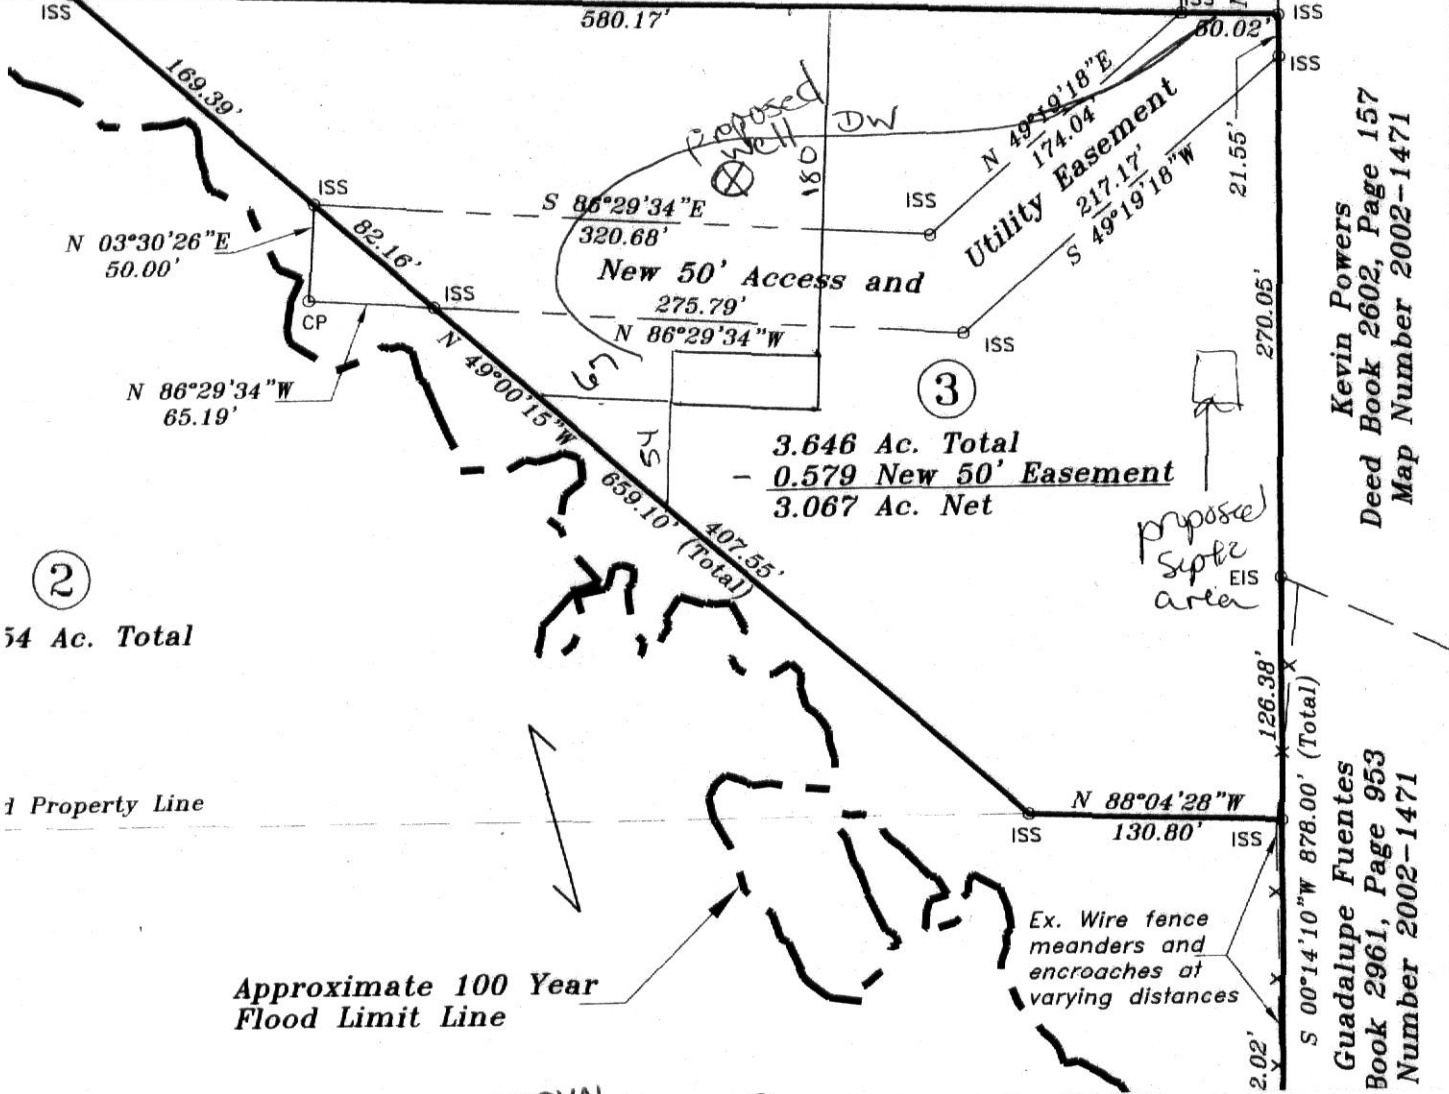 ISS
580.17'
ISS
60.02'
ISS
ISS
169.39'
Proposed
Well
DW
180
N 49°19'18"E
174.04'
Utility Easement
217.17'
S 49°19'18"W
21.55'
ISS
N 03°30'26"E
50.00'
82.16'
S 86°29'34"E
320.68'
ISS
New 50' Access and
275.79'
N 86°29'34"W
ISS
CP
ISS
N 86°29'34"W
65.19'
N 49°00'15"W
659.10' (Total)
407.55'
3
3.646 Ac. Total
- 0.579 New 50' Easement
3.067 Ac. Net
270.05'
Kevin Powers
Deed Book 2602, Page 157
Map Number 2002-1471
proposed
septic
area
EIS
2
54 Ac. Total
126.38'
S 00°14'10"W 878.00' (Total)
Property Line
N 88°04'28"W
130.80'
ISS
ISS
Guadalupe Fuentes
Book 2961, Page 953
Number 2002-1471
Ex. Wire fence
meanders and
encroaches at
varying distances
Approximate 100 Year
Flood Limit Line
2.02'